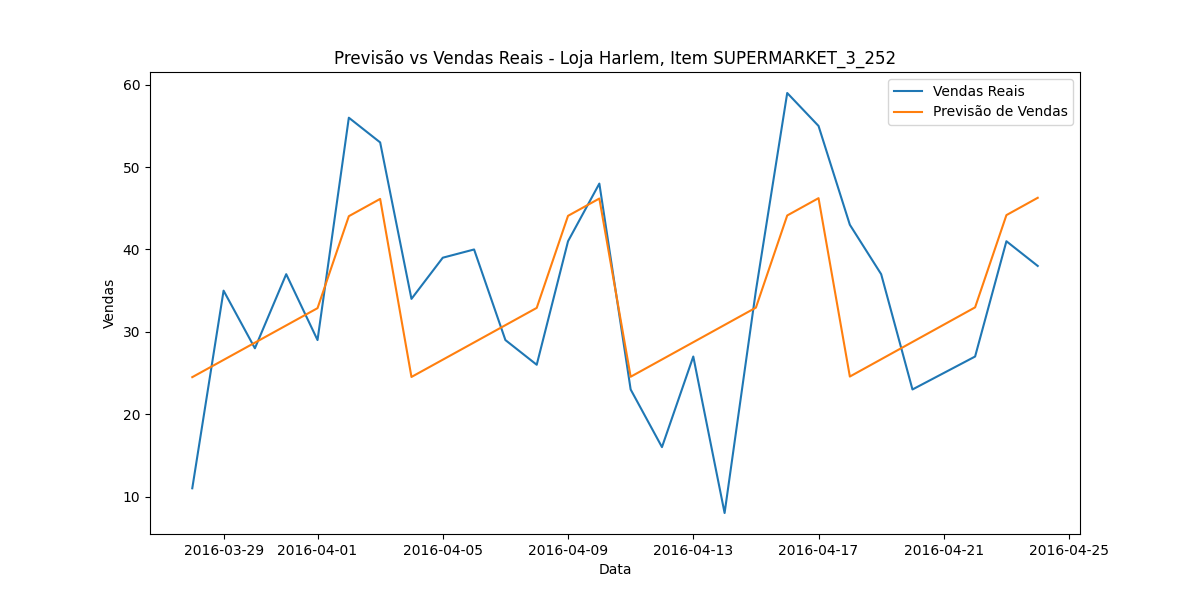 Previsão vs Vendas Reais - Loja Harlem, Item SUPERMARKET_3_252
Vendas Reais
Previsão de Vendas
60
50
40
30
20
10
Vendas
2016-03-29 2016-04-01 2016-04-05 2016-04-09 2016-04-13 2016-04-17 2016-04-21 2016-04-25
Data